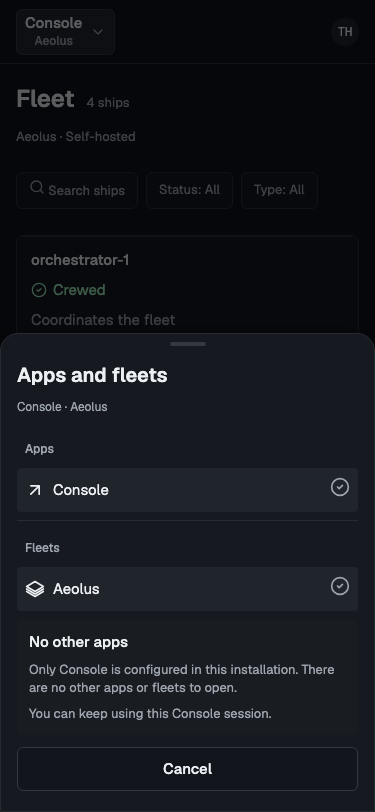 Console
Aeolus
TH
Fleet 4 ships
Aeolus · Self-hosted
Search ships Status: All Type: All
orchestrator-1
Crewed
Coordinates the fleet
Apps and fleets
Console · Aeolus
Apps
Console
Fleets
Aeolus
No other apps
Only Console is configured in this installation. There
are no other apps or fleets to open.
You can keep using this Console session.
Cancel